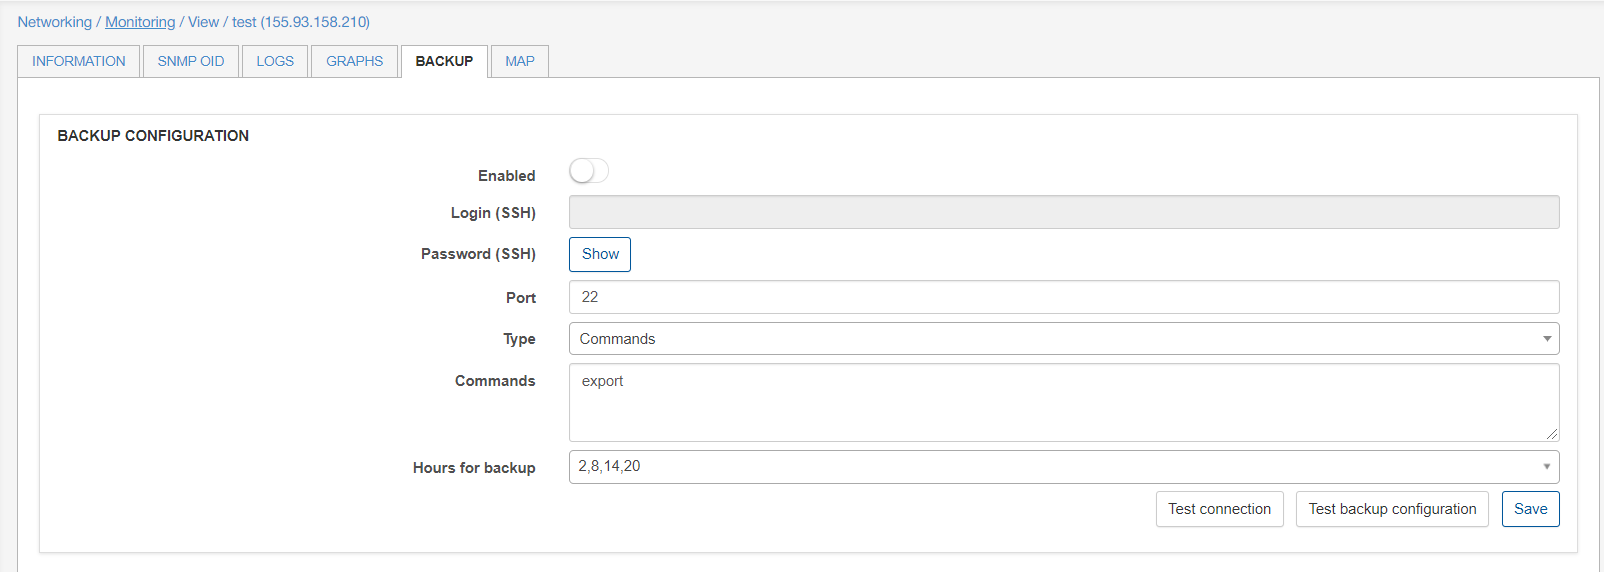 Networking / Monitoring / View / test (155.93.158.210)
INFORMATION SNMP OID LOGS GRAPHS BACKUP MAP
BACKUP CONFIGURATION
Enabled
Login (SSH)
Password (SSH) Show
Port 22
Type Commands
Commands export
Hours for backup 2,8,14,20
Test connection Test backup configuration Save